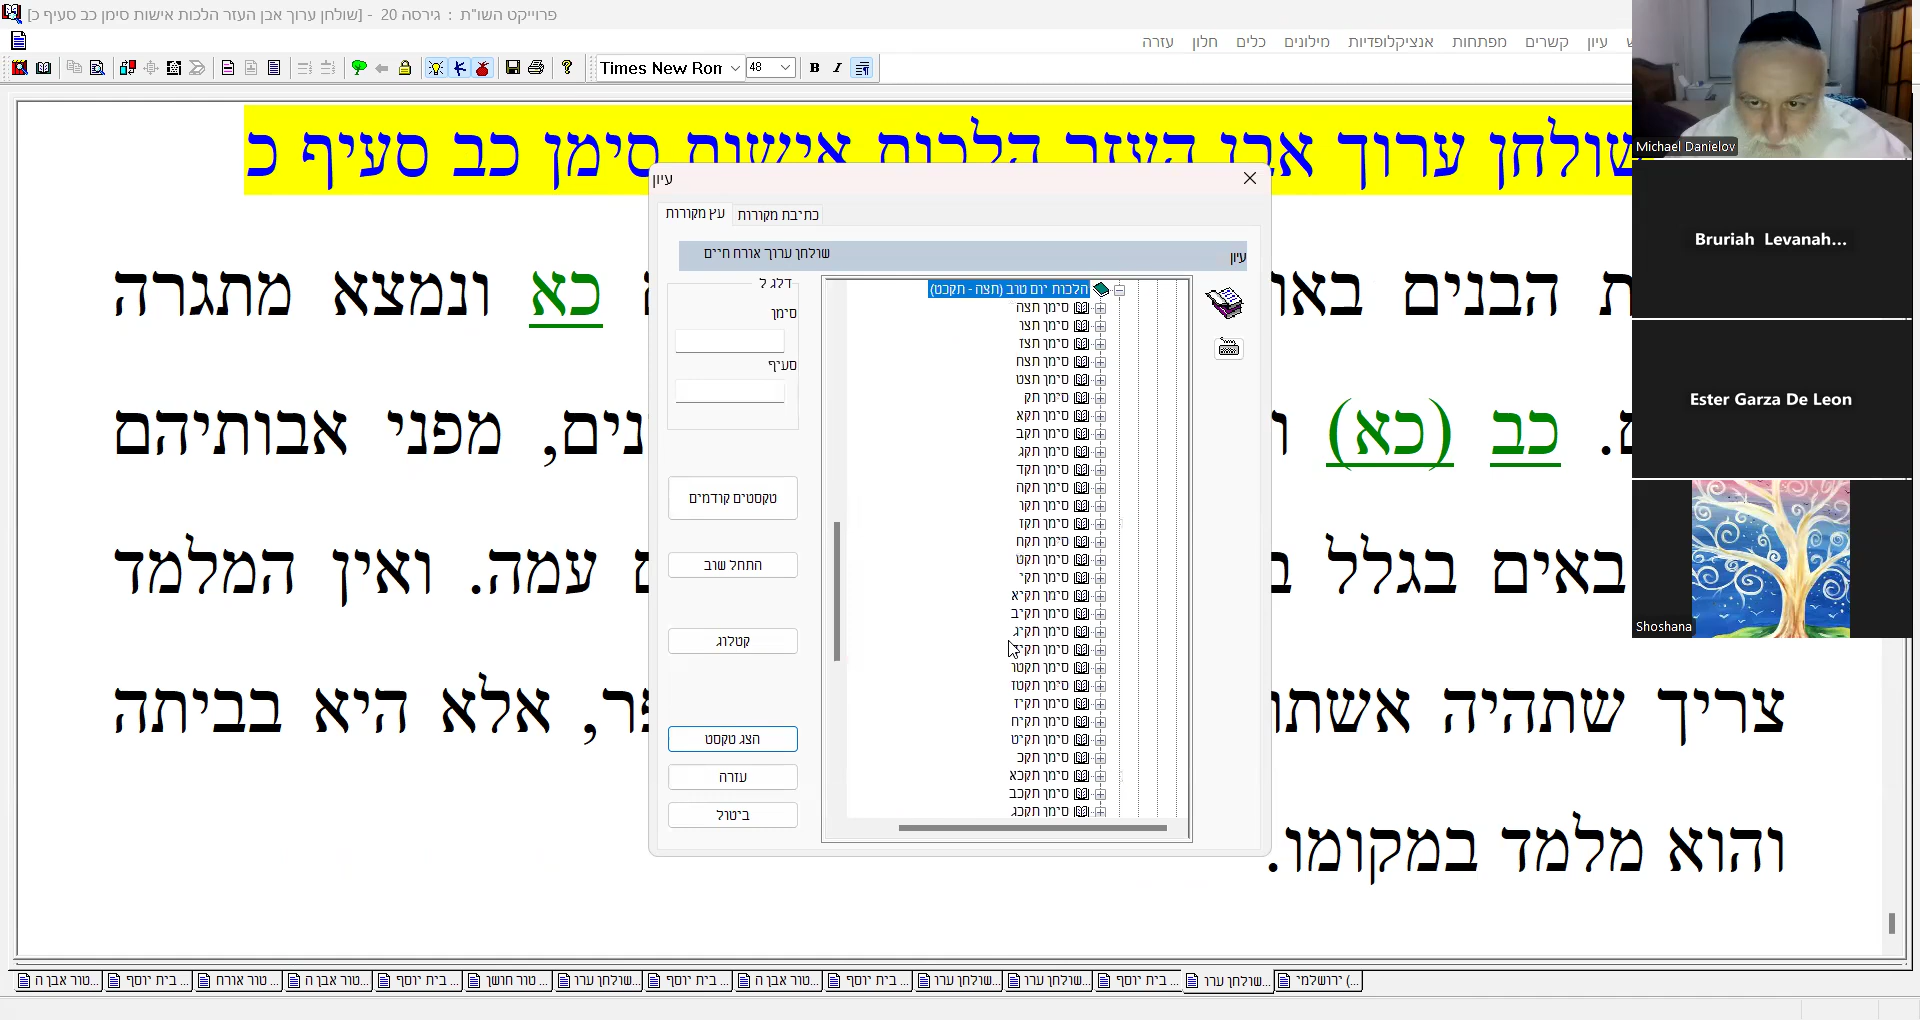 פרוייקט השו"ת : גירסה 20 - [שולחן ערוך אבן העזר הלכות אישות סימן כב סעיף כ]
עיון קשרים מפתחות אנציקלופדיות מילונים כלים חלון עזרה
Times New Ron 48 B I
שולחן ערוך אבן העזר הלכות אישות סימן כב סעיף כ
ת הבנים באו
כא ונמצא מתגרה
כב (כא)
נים, מפני אבותיהם
באים בגלל
עמה. ואין המלמד
צריך שתהיה אשתו
פר, אלא היא בביתה
והוא מלמד במקומו.
עיון
עץ מקורות כתיבת מקורות
עיון שולחן ערוך אורח חיים
הלכות יום טוב (תצה - תקכט)
סימן תצה
סימן תצו
סימן תצז
סימן תצח
סימן תצט
סימן תק
סימן תקא
סימן תקב
סימן תקג
סימן תקד
סימן תקה
סימן תקו
סימן תקז
סימן תקח
סימן תקט
סימן תקי
סימן תקיא
סימן תקיב
סימן תקיג
סימן
סימן תקטו
סימן תקטז
סימן תקיז
סימן תקיח
סימן תקיט
סימן תקכ
סימן תקכא
סימן תקכב
סימן תקכג
דלג ל
סימן
סעיף
טקסטים קודמים
התחל שוב
קטלוג
הצג טקסט
עזרה
ביטול
Michael Danielov
Bruriah Levanah...
Ester Garza De Leon
Shoshana
(... ירושלמי
שולחן ערו...
בית יוסף ...
שולחן ערו...
שולחן ערו...
בית יוסף ...
טור אבן ה...
בית יוסף ...
שולחן ערו...
טור חושן ...
בית יוסף ...
טור אבן ה...
טור אורח ...
בית יוסף ...
טור אבן ה...